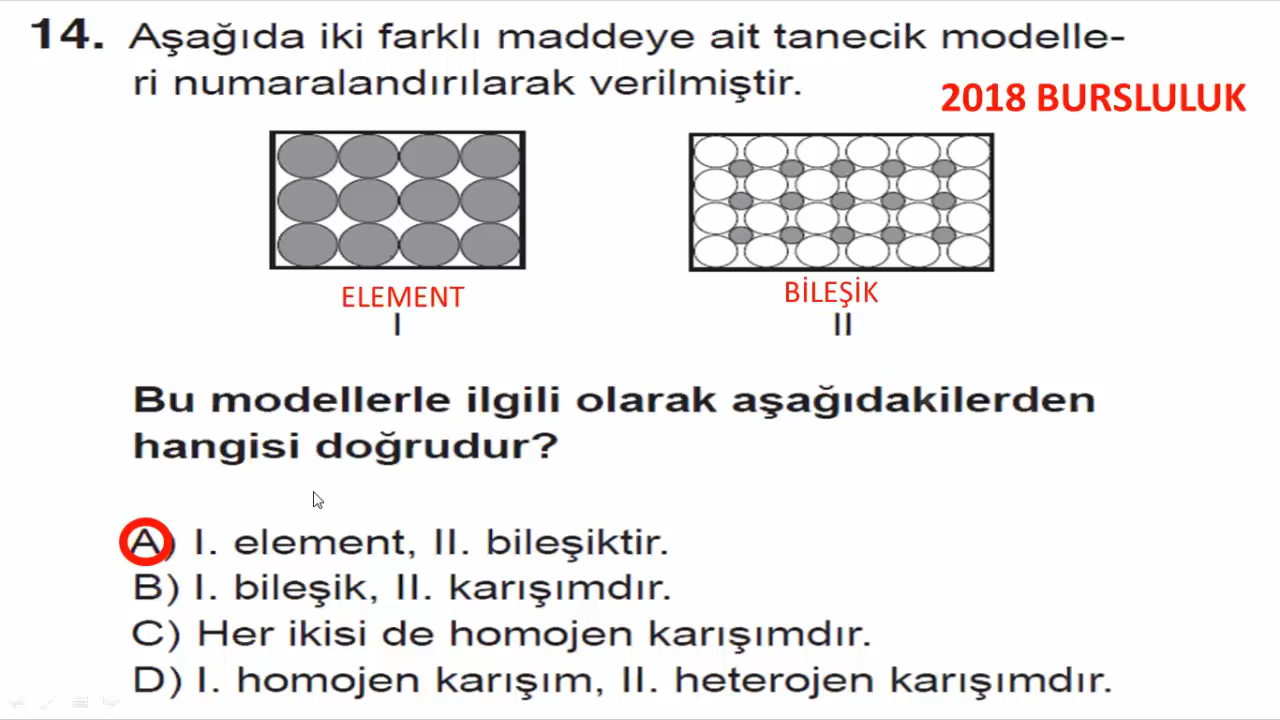 14. Aşağıda iki farklı maddeye ait tanecik modelle-
ri numaralandırılarak verilmiştir.
2018 BURSLULUK
ELEMENT
BİLEŞİK
I
II
Bu modellerle ilgili olarak aşağıdakilerden
hangisi doğrudur?
A) I. element, II. bileşiktir.
B) I. bileşik, II. karışımdır.
C) Her ikisi de homojen karışımdır.
D) I. homojen karışım, II. heterojen karışımdır.